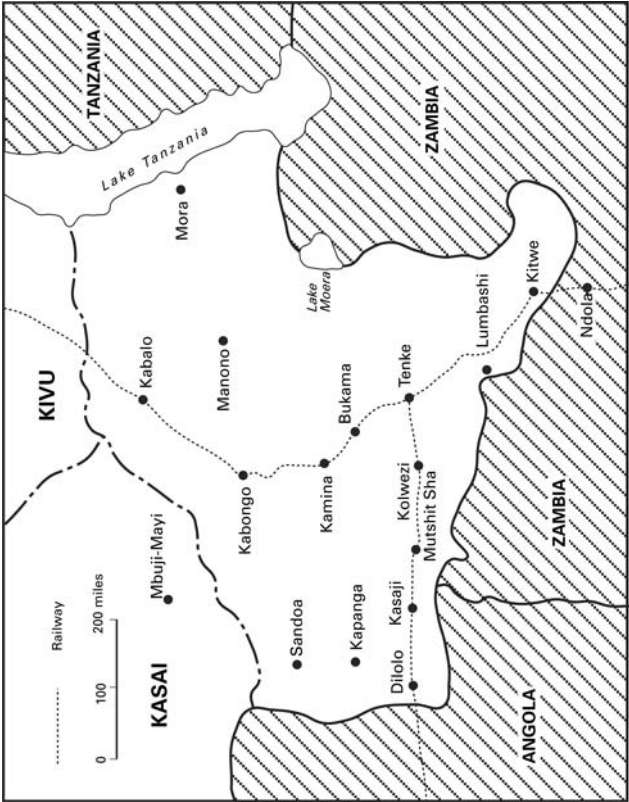 TANZANIA
Lake Tanzania
ZAMBIA
Mora
Lake
Moera
Kitwe
Ndola
Lumbashi
KIVU
Kabalo
Manono
Tenke
Bukama
Kabongo
Kamina
Kolwezi
Mutshit Sha
ZAMBIA
Railway
200 miles
100
0
Mbuji-Mayi
KASAI
Sandoa
Kapanga
Kasaji
Dilolo
ANGOLA